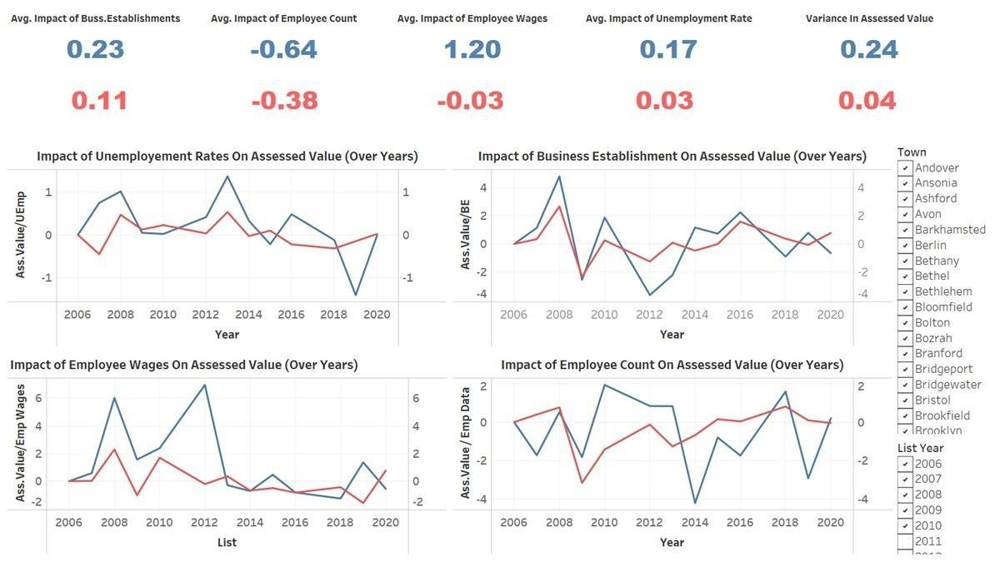 Avg. Impact of Buss.Establishments
Avg. Impact of Employee Count
Avg. Impact of Employee Wages
Avg. Impact of Unemployment Rate
Variance In Assessed Value
0.23
-0.64
1.20
0.17
0.24
0.11
-0.38
-0.03
0.03
0.04
Impact of Unemployement Rates On Assessed Value (Over Years)
Ass.Value/UEmp
1
0
-1
1
0
-1
2006 2008 2010 2012 2014 2016 2018 2020
Year
Impact of Business Establishment On Assessed Value (Over Years)
Ass.Value/BE
4
2
0
-2
-4
4
2
0
-2
-4
2006 2008 2010 2012 2014 2016 2018 2020
Year
Impact of Employee Wages On Assessed Value (Over Years)
Ass.Value/Emp Wages
6
4
2
0
-2
6
4
2
0
-2
2006 2008 2010 2012 2014 2016 2018 2020
List
Impact of Employee Count On Assessed Value (Over Years)
Ass.Value / Emp Data
2
0
-2
-4
2
0
-2
-4
2006 2008 2010 2012 2014 2016 2018 2020
Year
Town
Andover
Ansonia
Ashford
Avon
Barkhamsted
Berlin
Bethany
Bethel
Bethlehem
Bloomfield
Bolton
Bozrah
Branford
Bridgeport
Bridgewater
Bristol
Brookfield
Brooklyn
List Year
2006
2007
2008
2009
2010
2011